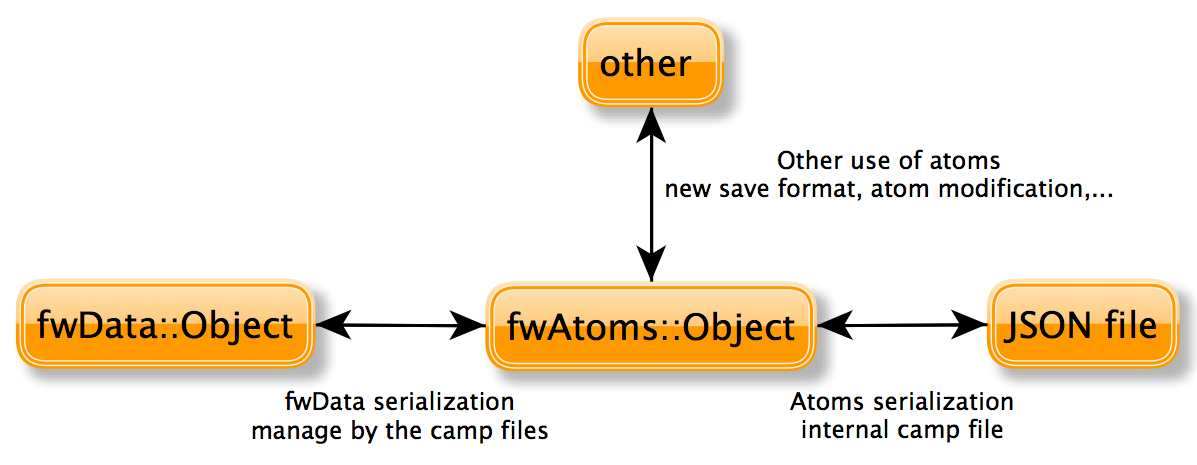 other
Other use of atoms
new save format, atom modification,...
fwData::Object
fwAtoms::Object
JSON file
fwData serialization
manage by the camp files
Atoms serialization
internal camp file